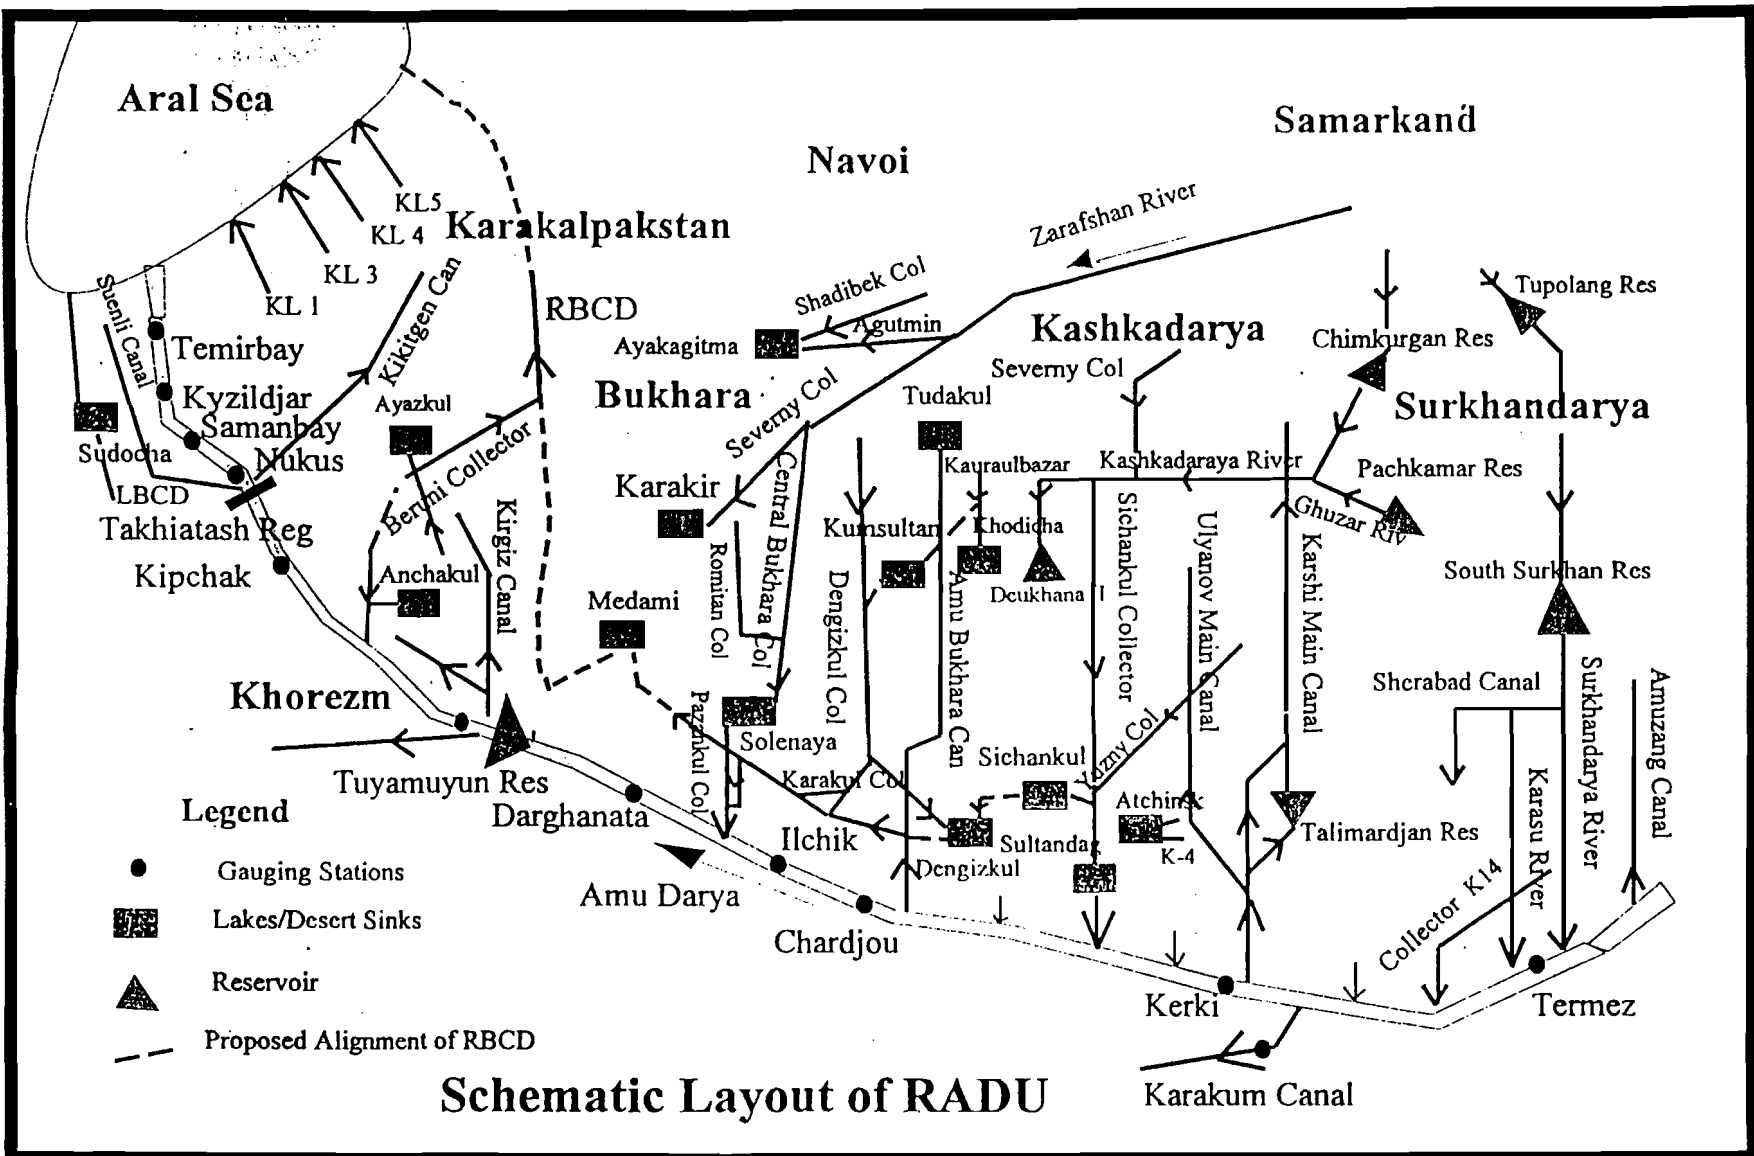 Aral Sea
Samarkand
Navoi
Zarafshan River
KL5
KL 4
Karakalpakstan
KL 3
KL 1
Suenli Canal
Kikitgen Can
RBCD
Shadibek Col
Agutmin
Ayakagitma
Kashkadarya
Tupolang Res
Chimkurgan Res
Temirbay
Severny Col
Kyzildjar
Ayazkul
Bukhara
Severny Col
Tudakul
Surkhandarya
Samanbay
Sudocha
Nukus
Kauraulbazar
Kashkadaraya River
Pachkamar Res
LBCD
Beruni Collector
Karakir
Central Bukhara Col
Kumsultan
Khodicha
Sichankul Collector
Ulyanov Main Canal
Ghuzar Riv
Takhiatash Reg
Kirgiz Canal
Romitan Col
Dengizkul Col
Amu Bukhara Can
Karshi Main Canal
Kipchak
Anchakul
Medami
Deukhana
South Surkhan Res
Khorezm
Sherabad Canal
Surkhandarya River
Amuzang Canal
Pazankul Col
Solenaya
Sichankul
Yuzny Col
Tuyamuyun Res
Karakul Col
Atchinsk
Karasu River
Legend
Darghanata
Ilchik
Sultandag
K-4
Talimardjan Res
Gauging Stations
Amu Darya
Dengizkul
Collector K14
Lakes/Desert Sinks
Chardjou
Reservoir
Kerki
Termez
Proposed Alignment of RBCD
Schematic Layout of RADU
Karakum Canal